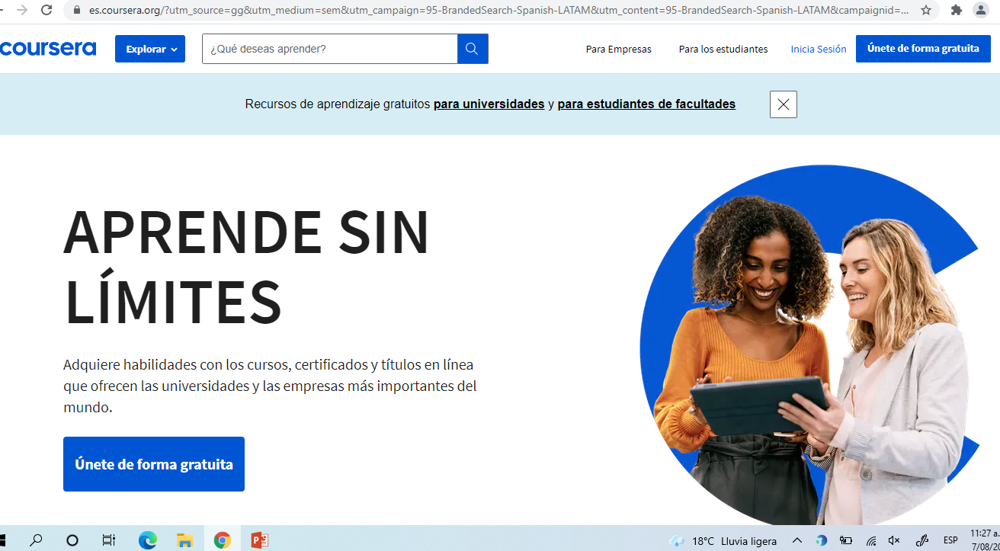 es.coursera.org/?utm_source=gg&utm_medium=sem&utm_campaign=95-BrandedSearch-Spanish-LATAM&utm_content=95-BrandedSearch-Spanish-LATAM&campaignid=...
coursera Explorar ¿Qué deseas aprender? Para Empresas Para los estudiantes Inicia Sesión Únete de forma gratuita
Recursos de aprendizaje gratuitos para universidades y para estudiantes de facultades
APRENDE SIN
LÍMITES
Adquiere habilidades con los cursos, certificados y títulos en línea
que ofrecen las universidades y las empresas más importantes del
mundo.
Únete de forma gratuita
18°C Lluvia ligera ESP 11:27 a.
7/08/20